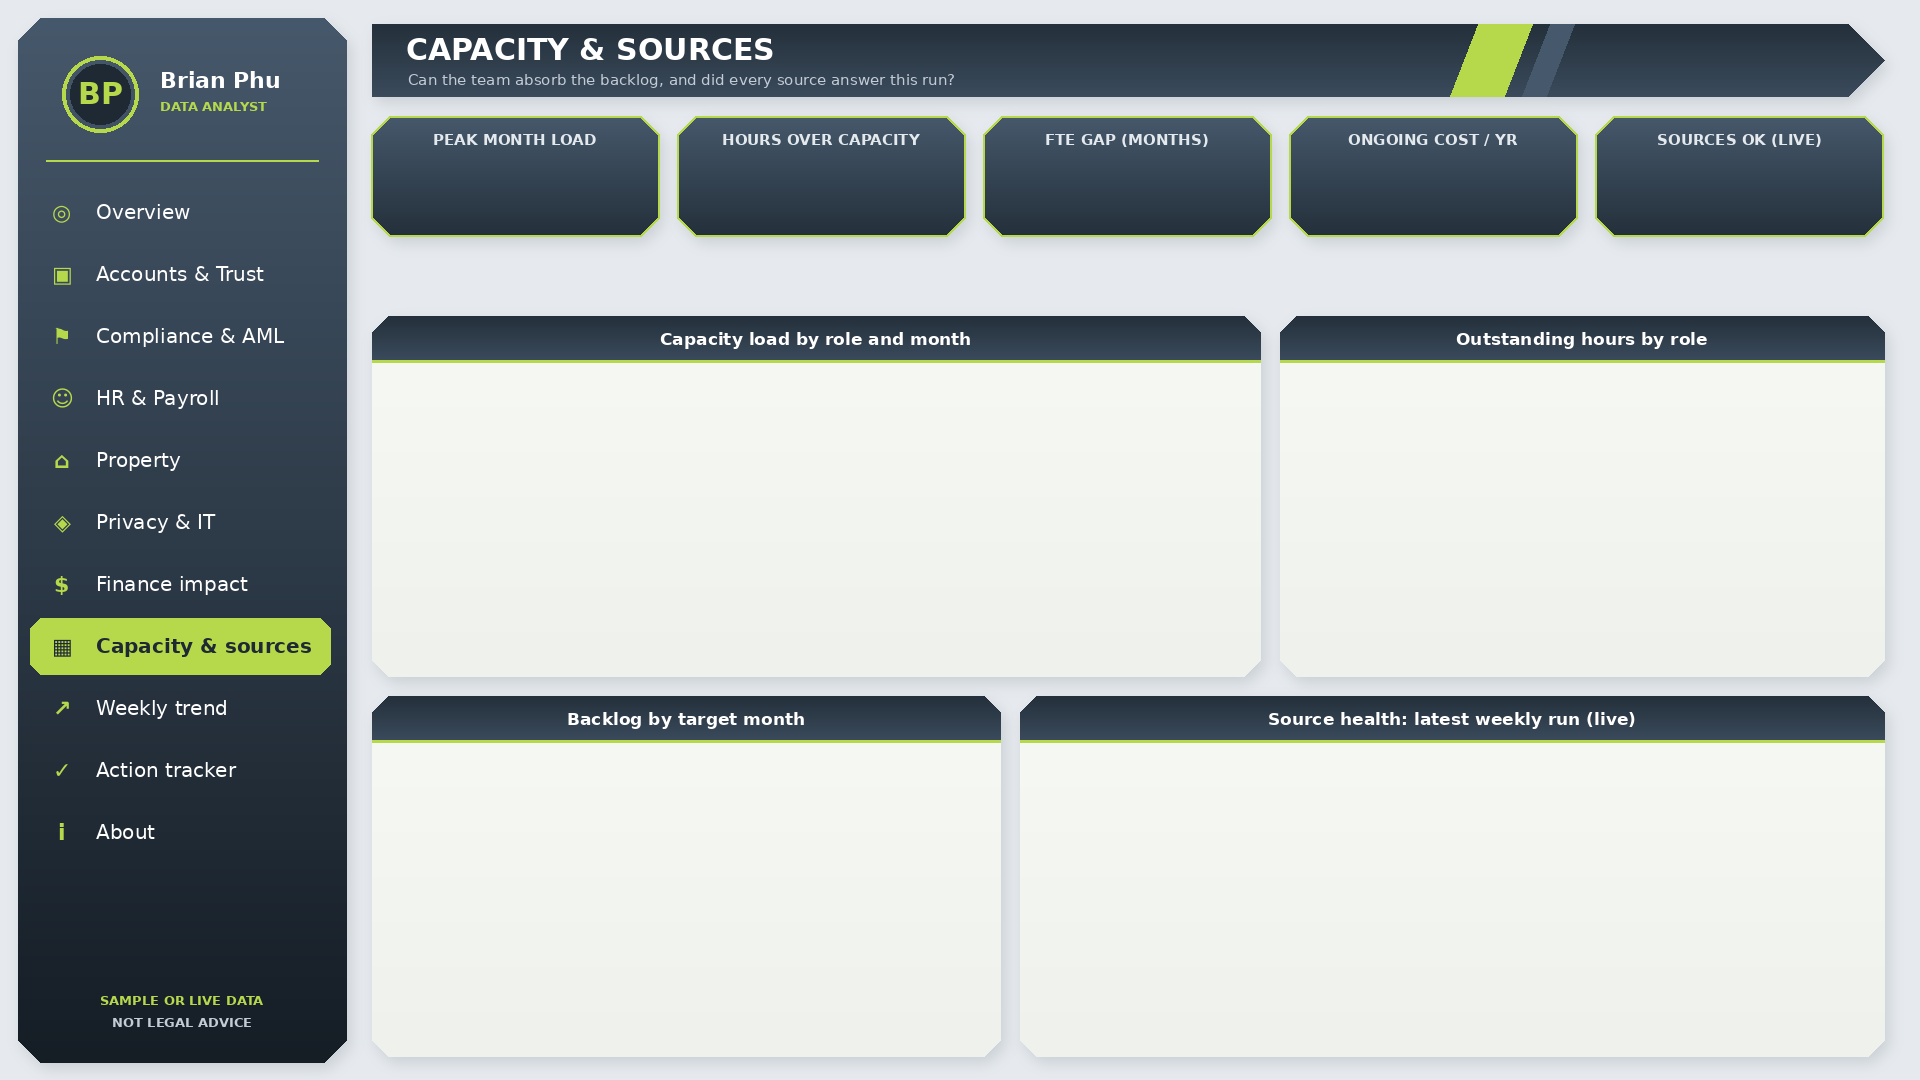 BP
Brian Phu
DATA ANALYST
Overview
Accounts & Trust
Compliance & AML
HR & Payroll
Property
Privacy & IT
$ Finance impact
Capacity & sources
Weekly trend
Action tracker
i About
SAMPLE OR LIVE DATA
NOT LEGAL ADVICE
CAPACITY & SOURCES
Can the team absorb the backlog, and did every source answer this run?
PEAK MONTH LOAD
HOURS OVER CAPACITY
FTE GAP (MONTHS)
ONGOING COST / YR
SOURCES OK (LIVE)
Capacity load by role and month
Outstanding hours by role
Backlog by target month
Source health: latest weekly run (live)